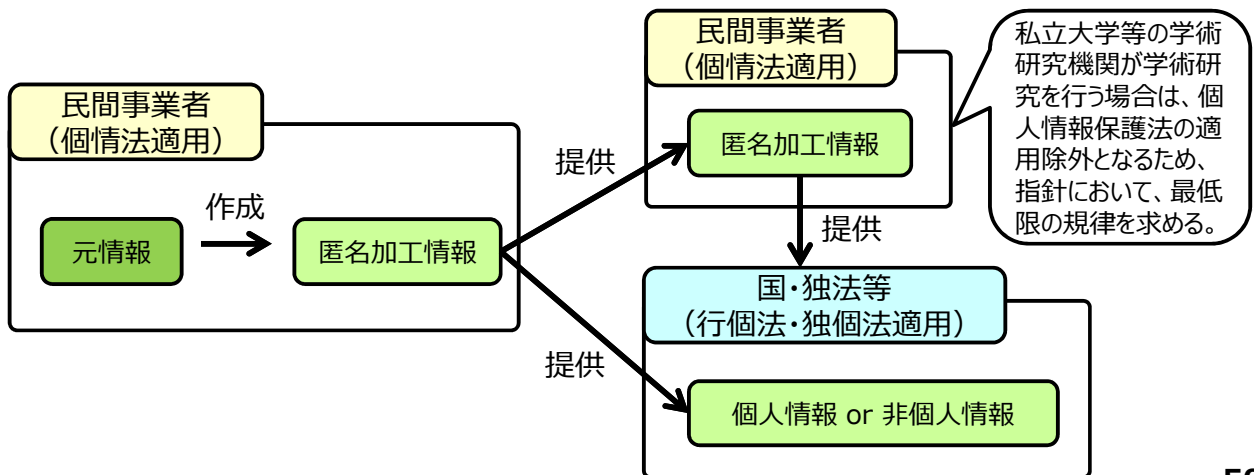 民間事業者
（個情法適用）
元情報
作成
匿名加工情報
提供
提供
民間事業者
（個情法適用）
匿名加工情報
提供
私立大学等の学術
研究機関が学術研
究を行う場合は、個
人情報保護法の適
用除外となるため、
指針において、最低
限の規律を求める。
国・独法等
（行個法・独個法適用）
個人情報 or 非個人情報